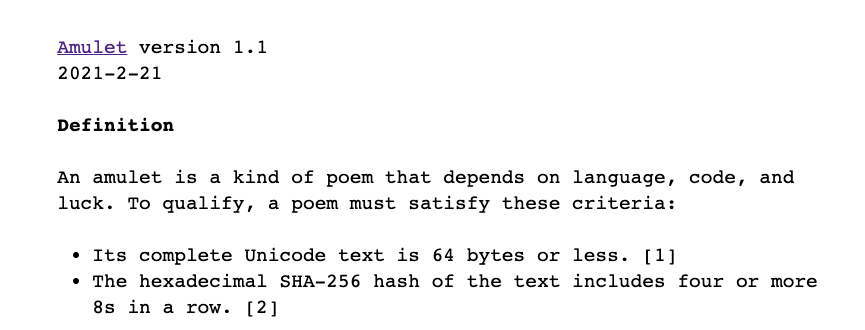 Amulet version 1.1
2021-2-21
Definition
An amulet is a kind of poem that depends on language, code, and
luck. To qualify, a poem must satisfy these criteria:
• Its complete Unicode text is 64 bytes or less. [1]
• The hexadecimal SHA-256 hash of the text includes four or more
8s in a row. [2]